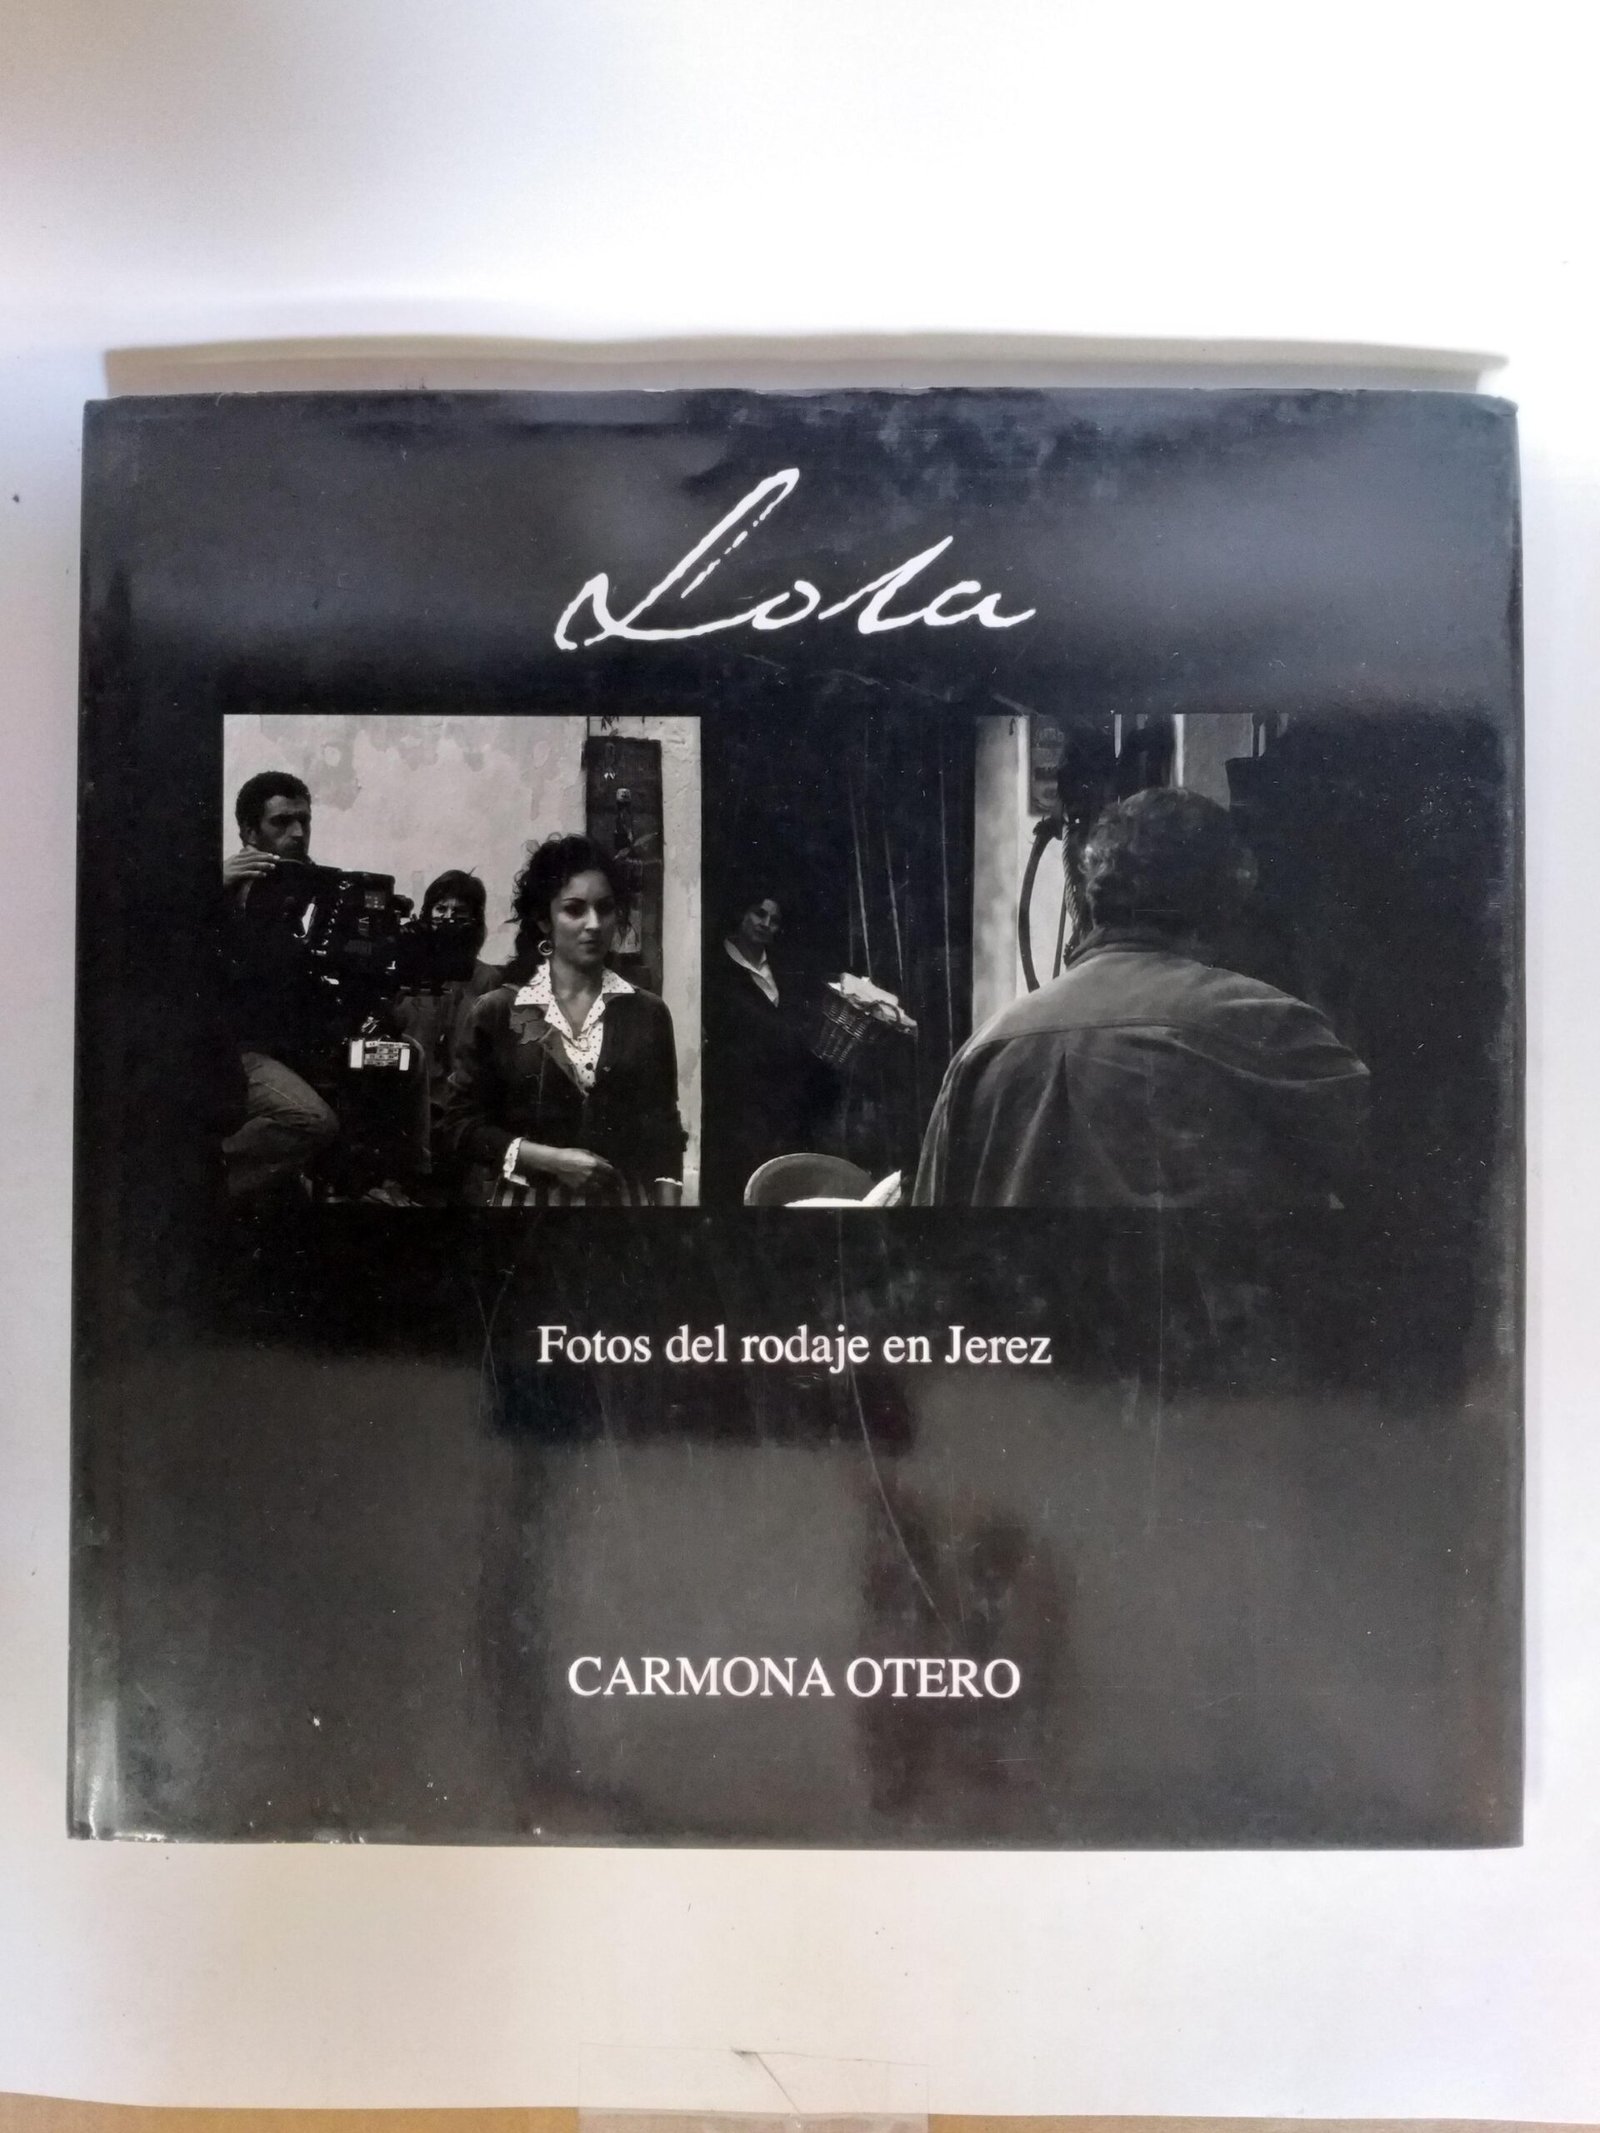 Lola
Fotos del rodaje en Jerez
CARMONA OTERO